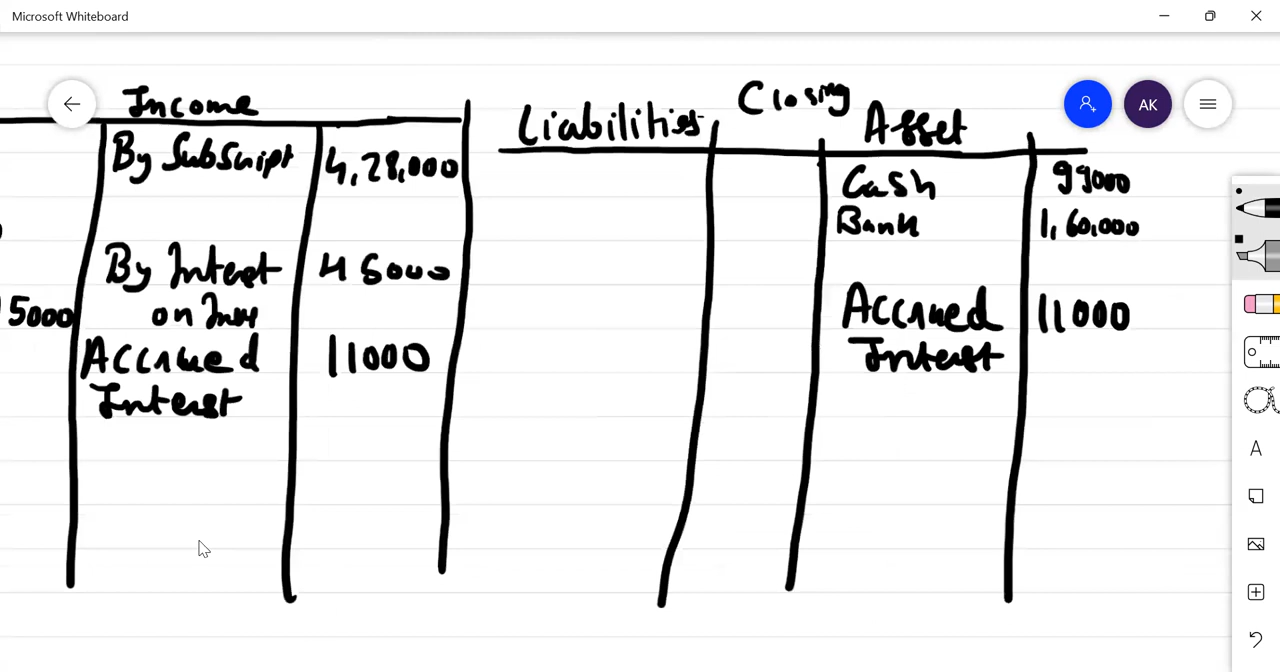 Microsoft Whiteboard
Income
By Subscript 4,28,000
By Interest 45000
on Inve
5000
Accrued 11000
Interest
Closing
Liabilities Asset
Cash 99000
Bank 1,60,000
Accrued 11000
Interest
AK
A